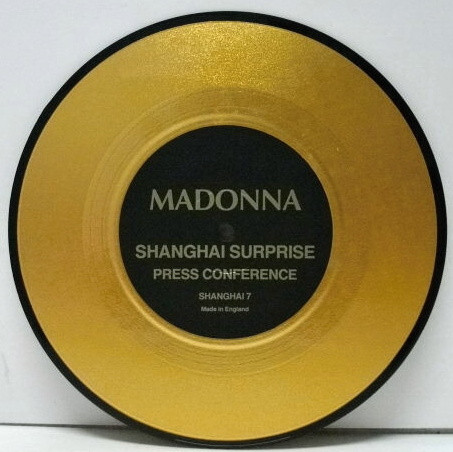 MADONNA
SHANGHAI SURPRISE
PRESS CONFERENCE
SHANGHAI 7
Made in England